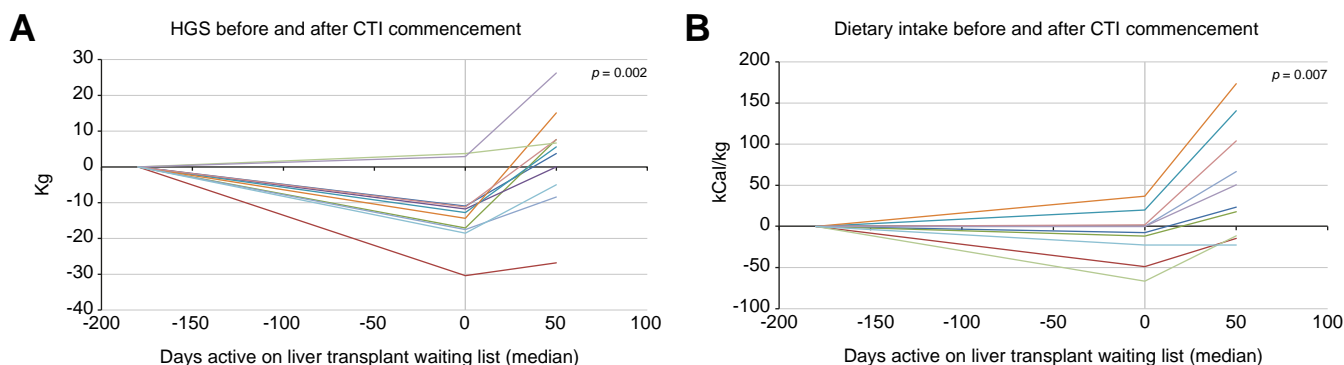 A
HGS before and after CTI commencement
30
20
10
0
-10
-20
-30
-40
Kg
p = 0.002
-200
-150
-100
-50
0
50
100
Days active on liver transplant waiting list (median)
B
Dietary intake before and after CTI commencement
200
150
100
50
0
-50
-100
kCal/kg
p = 0.007
-200
-150
-100
-50
0
50
100
Days active on liver transplant waiting list (median)